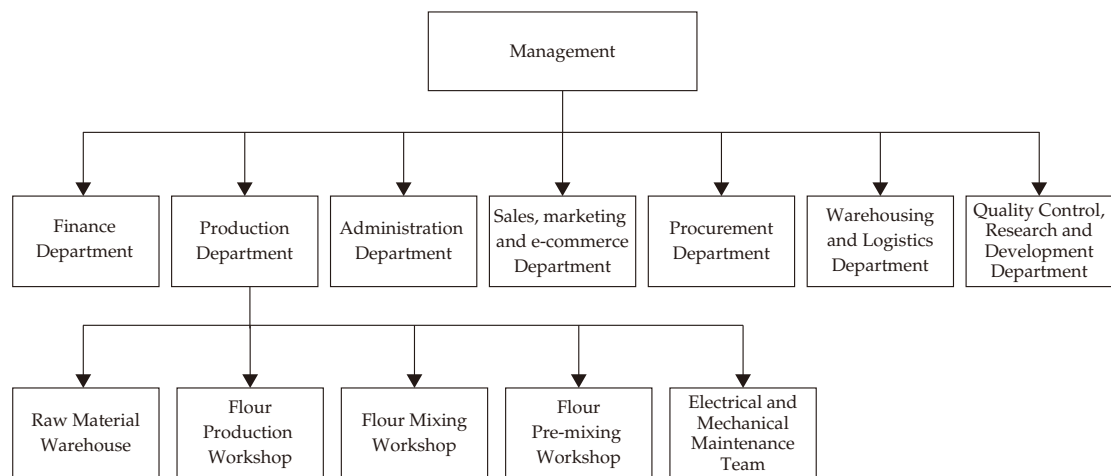 Management
Finance
Department
Production
Department
Administration
Department
Sales, marketing
and e-commerce
Department
Procurement
Department
Warehousing
and Logistics
Department
Quality Control,
Research and
Development
Department
Raw Material
Warehouse
Flour
Production
Workshop
Flour Mixing
Workshop
Flour
Pre-mixing
Workshop
Electrical and
Mechanical
Maintenance
Team